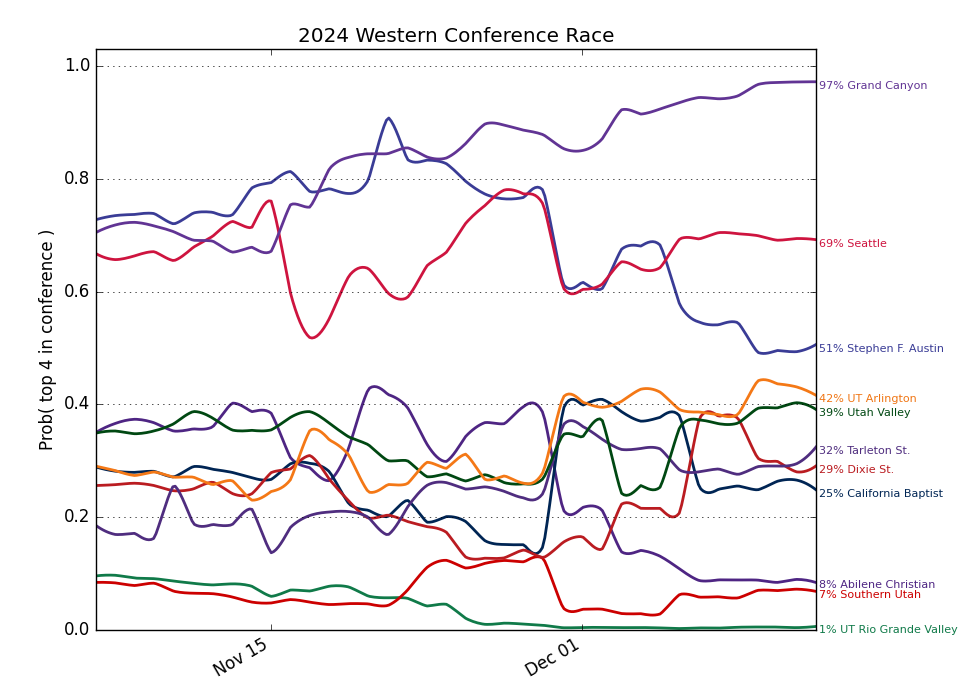 2024 Western Conference Race
Prob( top 4 in conference )
1.0
0.8
0.6
0.4
0.2
0.0
Nov 15
Dec 01
97% Grand Canyon
69% Seattle
51% Stephen F. Austin
42% UT Arlington
39% Utah Valley
32% Tarleton St.
29% Dixie St.
25% California Baptist
8% Abilene Christian
7% Southern Utah
1% UT Rio Grande Valley